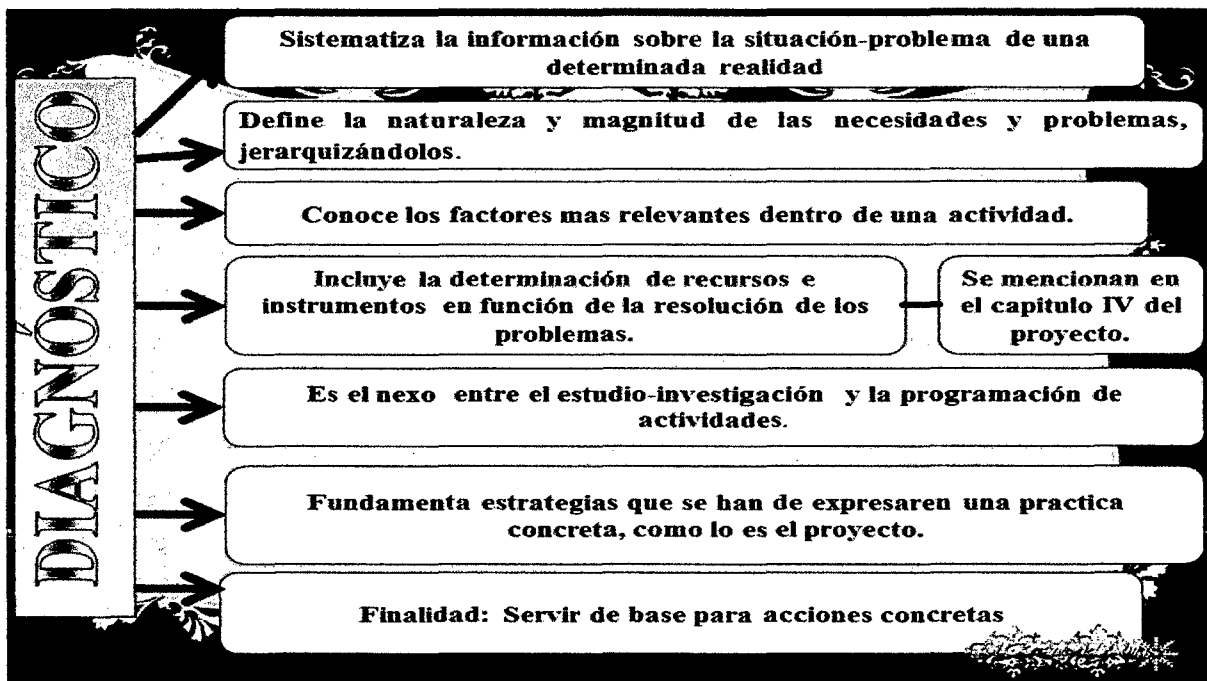 DIÁGNÓSTICO
Sistematiza la información sobre la situación-problema de una
determinada realidad
Define la naturaleza y magnitud de las necesidades y problemas,
jerarquizándolos.
Conoce los factores mas relevantes dentro de una actividad.
Incluye la determinación de recursos e
instrumentos en función de la resolución de los
problemas.
Se mencionan en
el capitulo IV del
proyecto.
Es el nexo entre el estudio-investigación y la programación de
actividades.
Fundamenta estrategias que se han de expresaren una practica
concreta, como lo es el proyecto.
Finalidad: Servir de base para acciones concretas